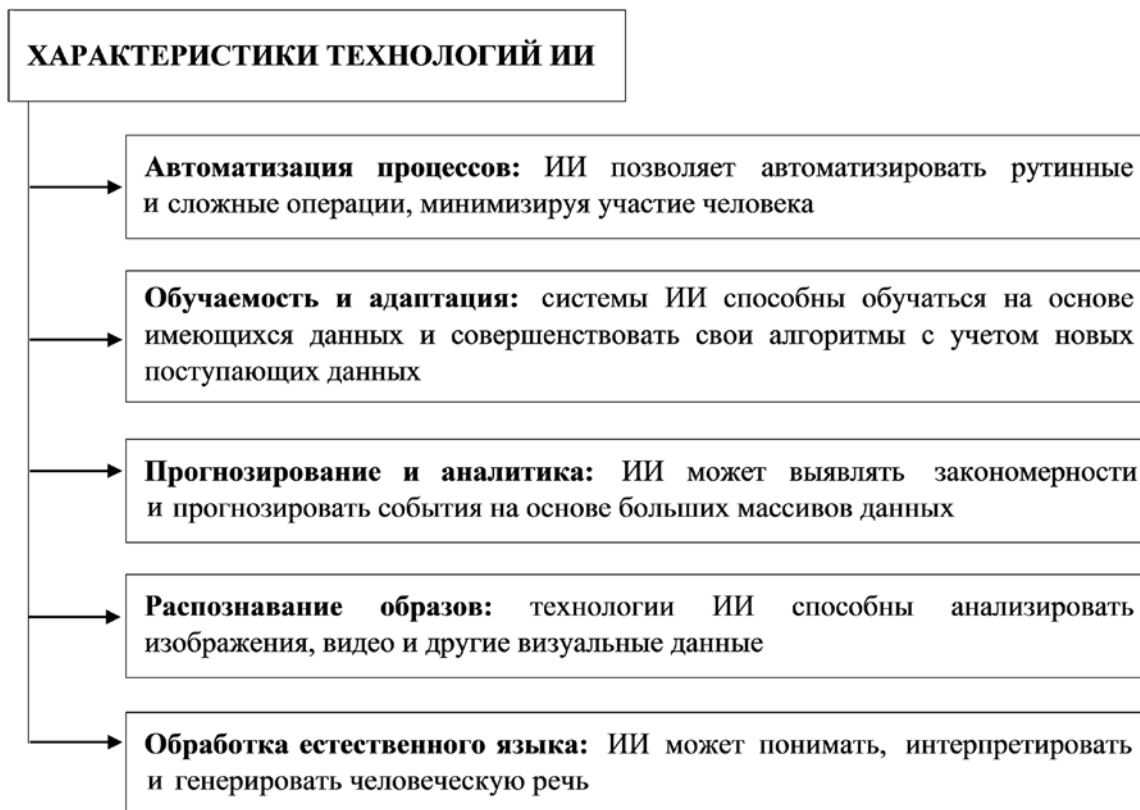 ХАРАКТЕРИСТИКИ ТЕХНОЛОГИЙ ИИ
Автоматизация процессов: ИИ позволяет автоматизировать рутинные
и сложные операции, минимизируя участие человека
Обучаемость и адаптация: системы ИИ способны обучаться на основе
имеющихся данных и совершенствовать свои алгоритмы с учетом новых
поступающих данных
Прогнозирование и аналитика: ИИ может выявлять закономерности
и прогнозировать события на основе больших массивов данных
Распознавание образов: технологии ИИ способны анализировать
изображения, видео и другие визуальные данные
Обработка естественного языка: ИИ может понимать, интерпретировать
и генерировать человеческую речь